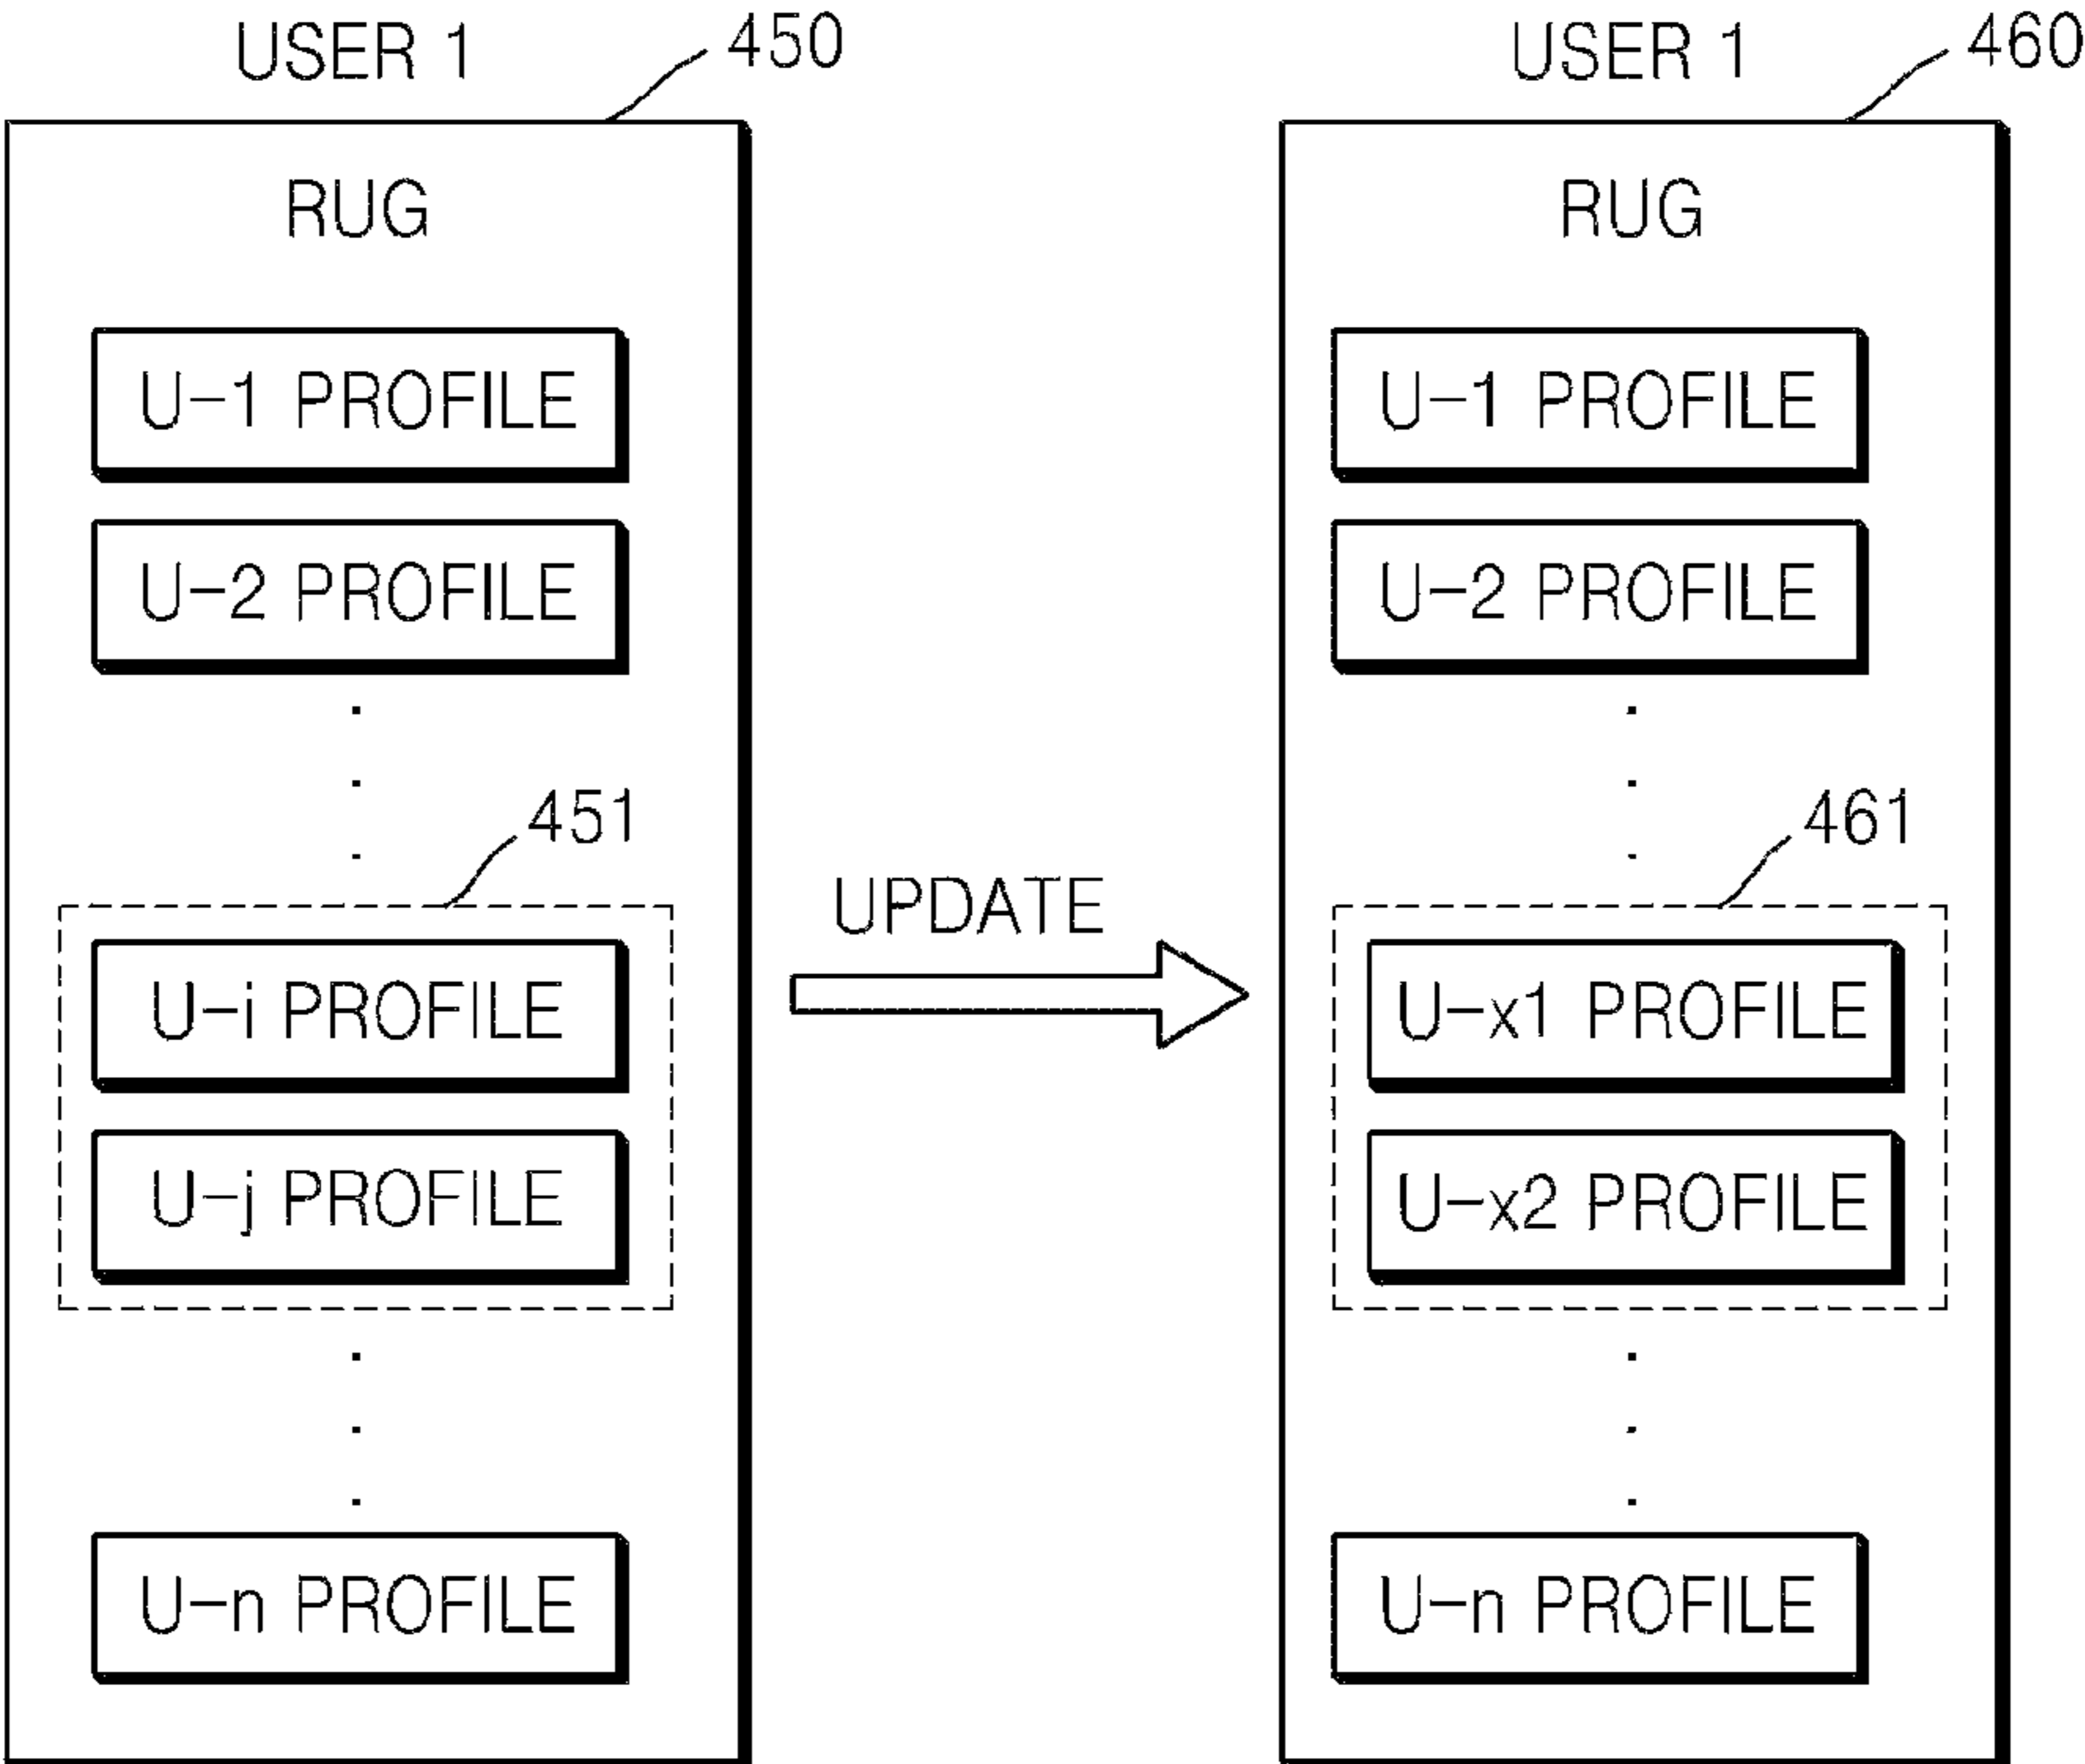 USER 1
450
RUG
U-1 PROFILE
U-2 PROFILE
451
U-i PROFILE
U-j PROFILE
U-n PROFILE
UPDATE
USER 1
460
RUG
U-1 PROFILE
U-2 PROFILE
461
U-x1 PROFILE
U-x2 PROFILE
U-n PROFILE